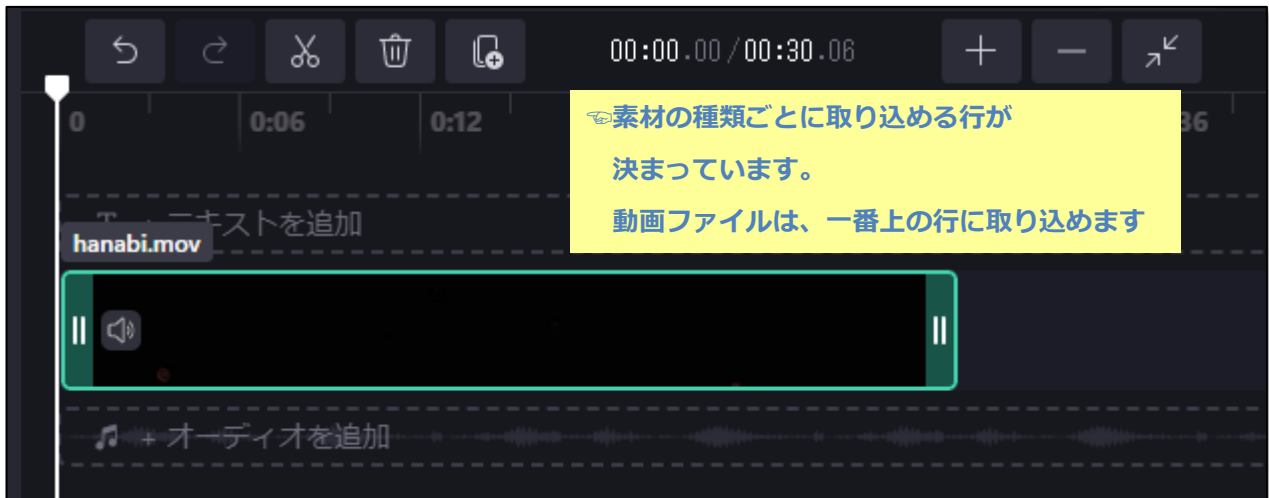 00:00.00/00:30.06
0
0:06
0:12
36
☜素材の種類ごとに取り込める行が
決まっています。
動画ファイルは、一番上の行に取り込めます
T + テキストを追加
hanabi.mov
+ オーディオを追加